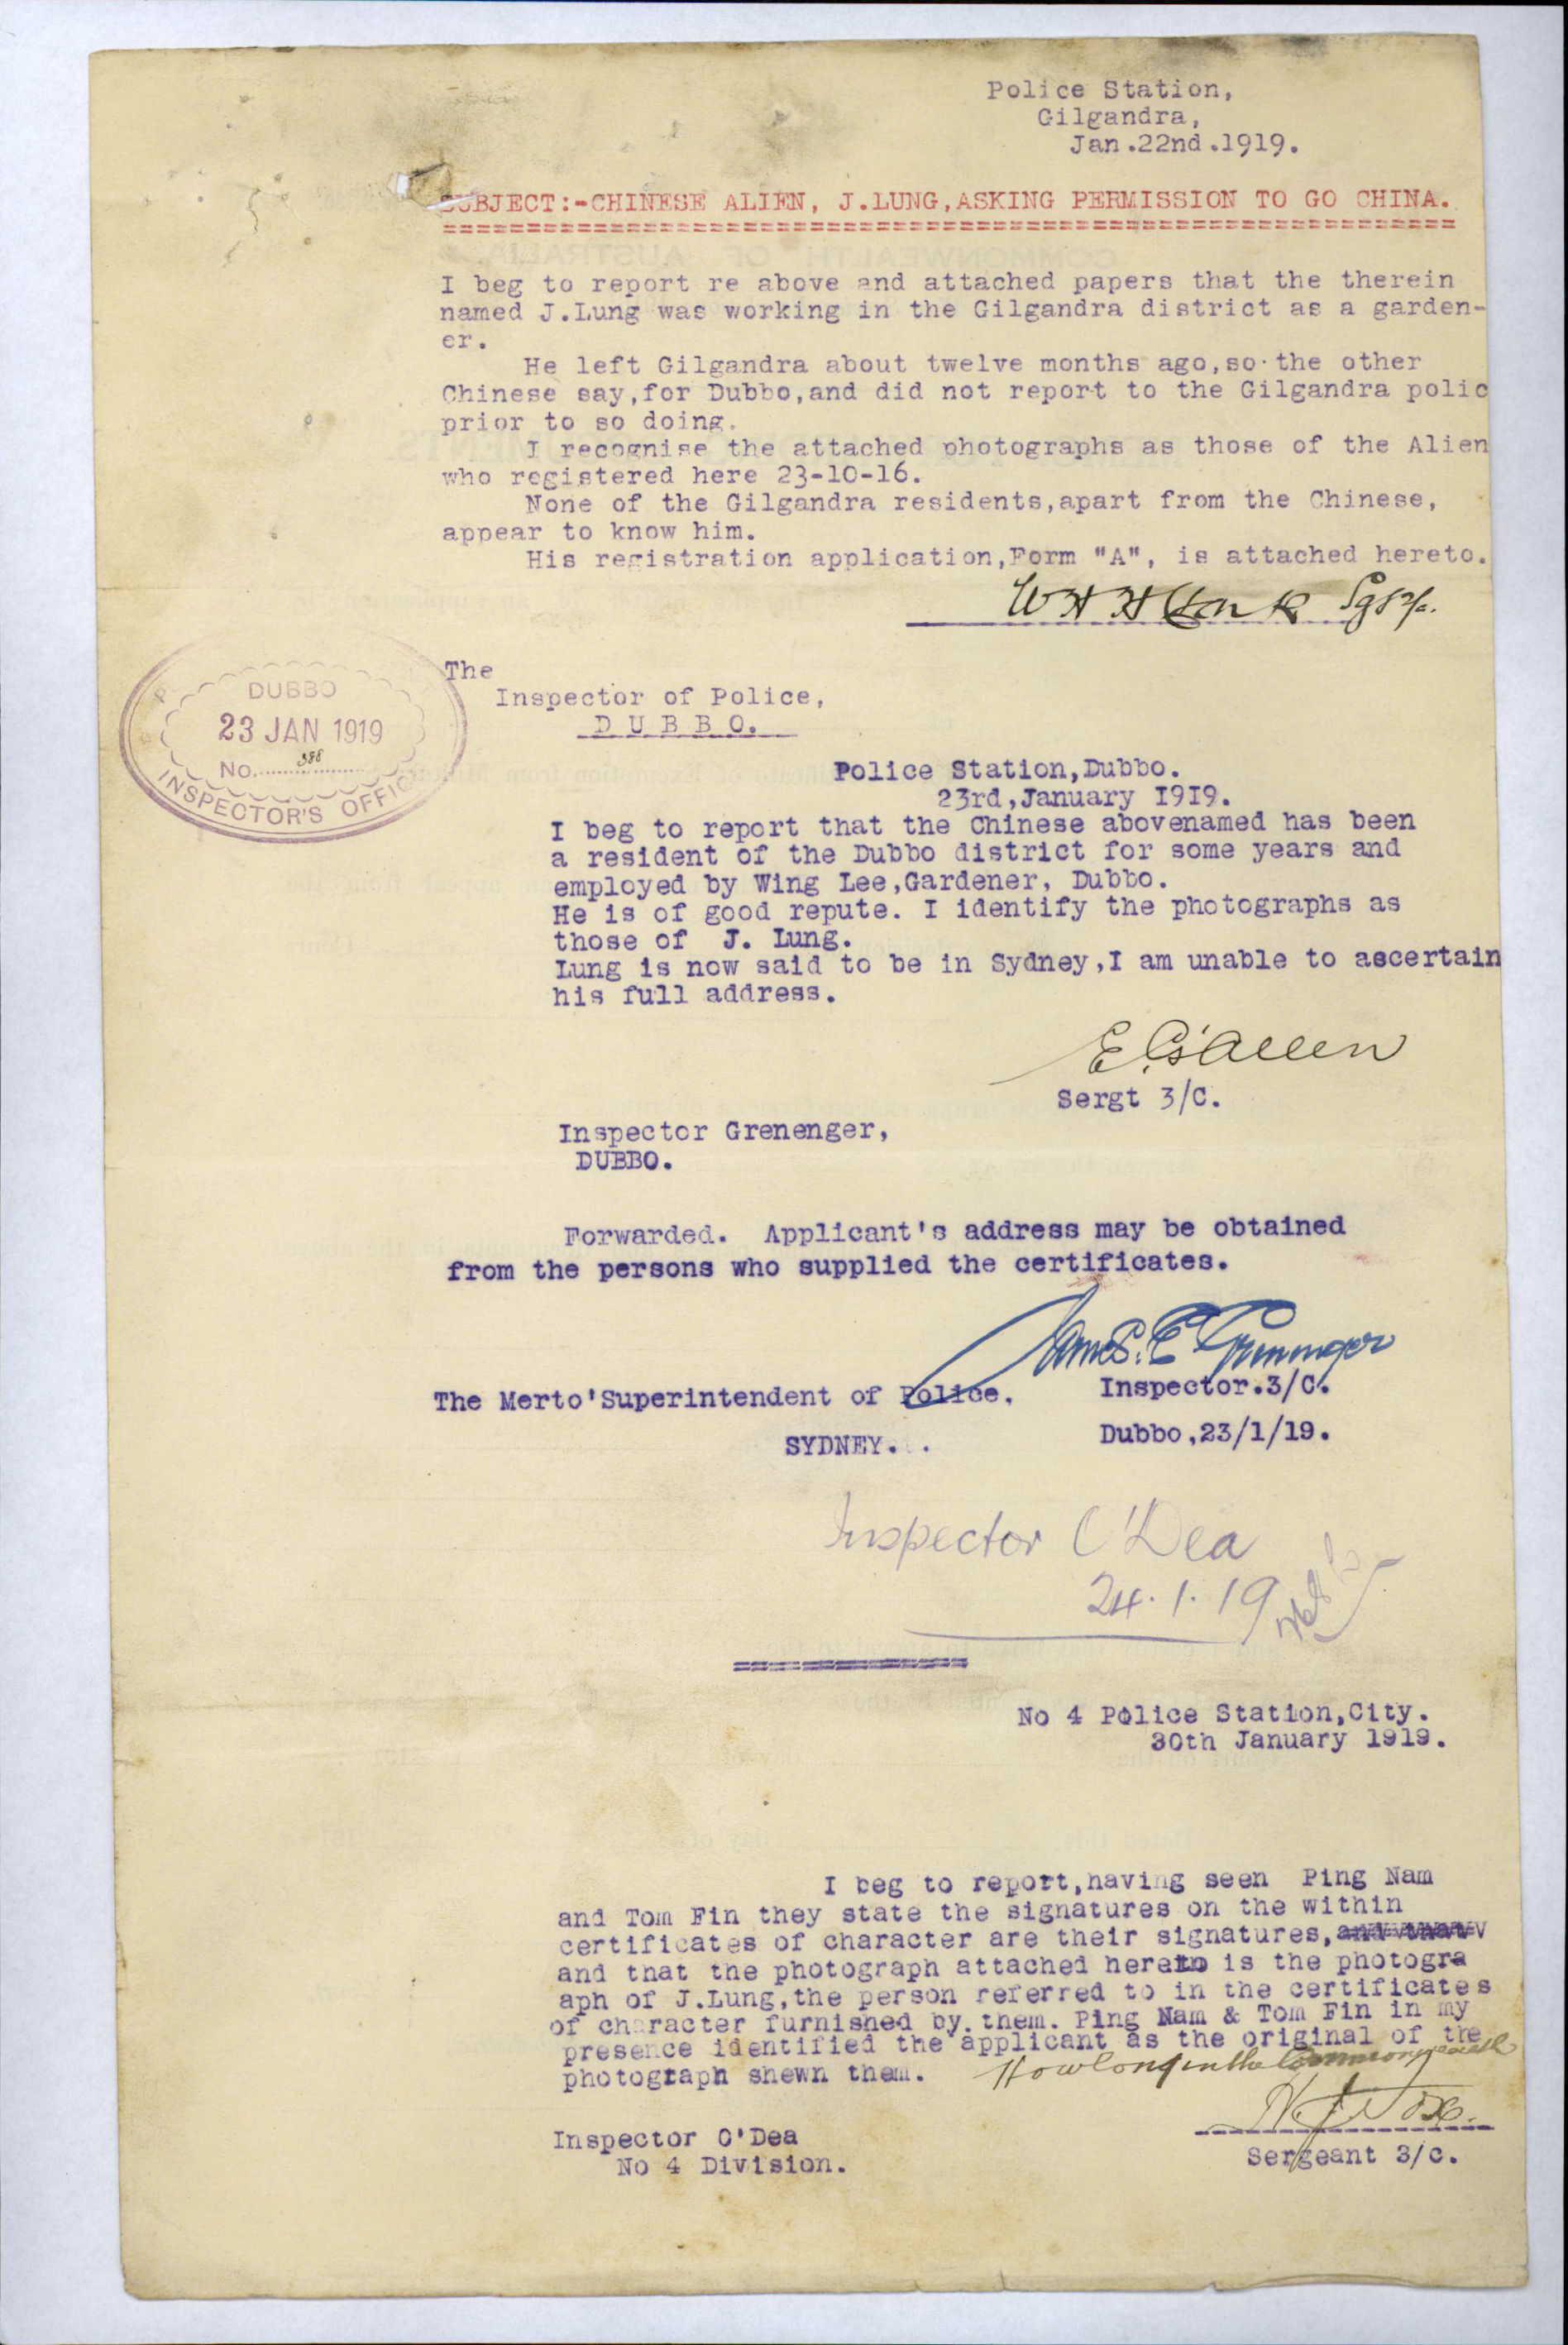 Police Station,
Gilgandra,
Jan.22nd.1919.
SUBJECT:-CHINESE ALIEN, J.LUNG,ASKING PERMISSION TO GO CHINA.
I beg to report re above and attached papers that the therein
named J.Lung was working in the Gilgandra district as a garden-
er.
He left Gilgandra about twelve months ago,so the other
Chinese say,for Dubbo,and did not report to the Gilgandra polic
prior to so doing.
I recognise the attached photographs as those of the Alien
who registered here 23-10-16.
None of the Gilgandra residents,apart from the Chinese,
appear to know him.
His registration application,Form "A", is attached hereto.
The
Inspector of Police,
DUBBO.
DUBBO
23 JAN 1919
No. 388
INSPECTOR'S OFFIC
Police Station,Dubbo.
23rd,January 1919.
I beg to report that the Chinese abovenamed has been
a resident of the Dubbo district for some years and
employed by Wing Lee,Gardener, Dubbo.
He is of good repute. I identify the photographs as
those of J. Lung.
Lung is now said to be in Sydney,I am unable to ascertain
his full address.
Allen
Sergt 3/C.
Inspector Grenenger,
DUBBO.
Forwarded. Applicant's address may be obtained
from the persons who supplied the certificates.
James. E Grenenger
The Merto'Superintendent of Police.
Inspector.3/C.
SYDNEY...
Dubbo,23/1/19.
Inspector O'Dea
24.1.19
No 4 Police Station,City.
30th January 1919.
I beg to report,having seen Ping Nam
and Tom Fin they state the signatures on the within
certificates of character are their signatures,and that
and that the photograph attached hereto is the photogra
aph of J.Lung,the person referred to in the certificates
of character furnished by.them. Ping Nam & Tom Fin in my
presence identified the applicant as the original of the
photograph shewn them.
How long in the Commonwealth
Inspector O'Dea
No 4 Division.
Sergeant 3/c.